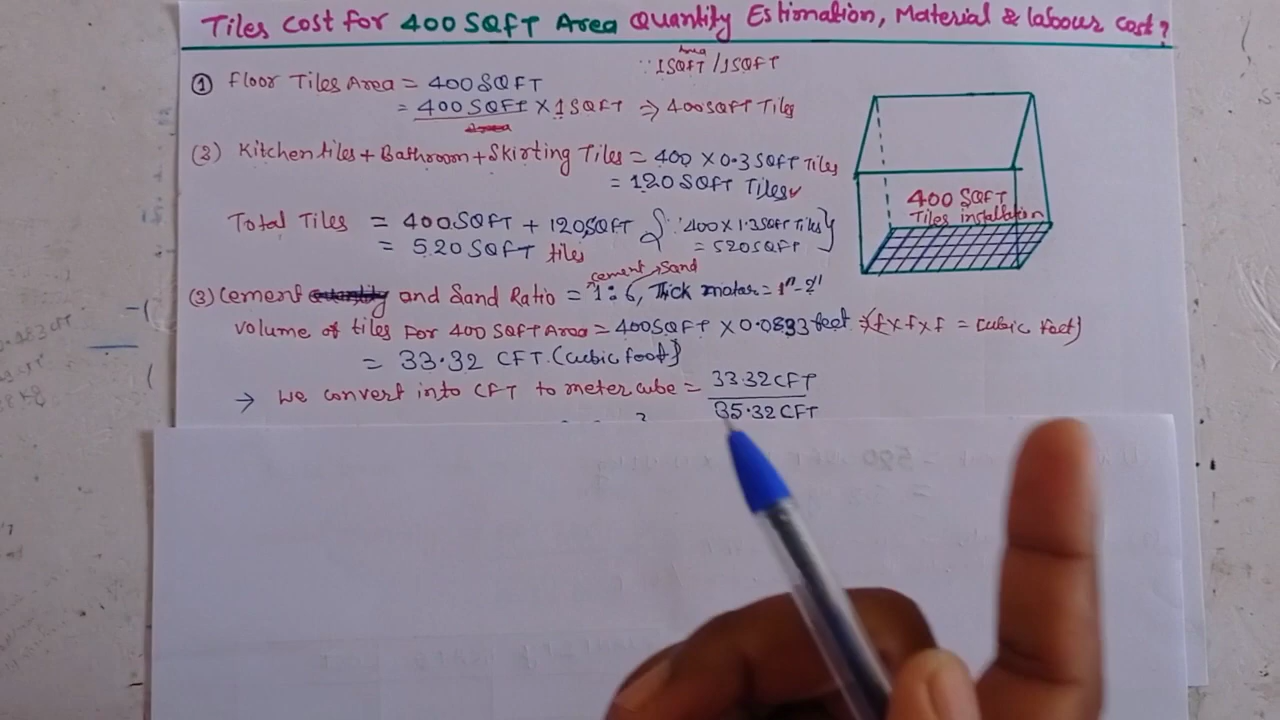 Tiles Cost for 400 SQFT Area Quantity Estimation, Material & labour cost?
① floor Tiles Area = 400 SQFT
Area
∵ 1SQFT / 1SQFT
= 400 SQFT × 1 SQFT ⇒ 400 SQFT Tiles
(2) Kitchen tiles + Bathroom + Skirting Tiles = 400 × 0.3 SQFT Tiles
= 120 SQFT Tiles
Total Tiles = 400 SQFT + 120 SQFT { ∵ 400 × 1.3 SQFT Tiles }
= 520 SQFT tiles
= 520 SQFT
400 SQFT
Tiles installation
cement → Sand
(3) Cement and Sand Ratio = 1:6, Thick motar = 1"-2"
Volume of tiles For 400 SQFT Area = 400 SQFT × 0.0833 feet (f×f×f = cubic feet)
= 33.32 CFT. (Cubic foot)
→ We convert into CFT to meter cube = 33.32 CFT
35.32 CFT